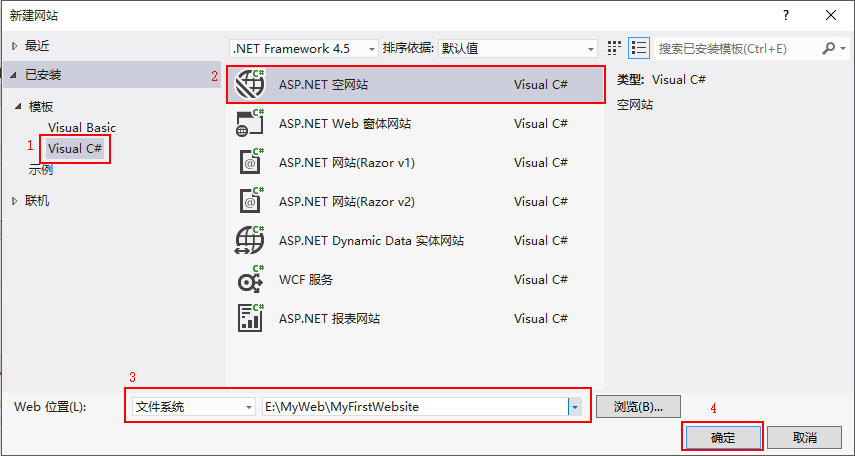 新建网站
? ×
最近
.NET Framework 4.5 排序依据: 默认值 搜索已安装模板(Ctrl+E)
已安装
2 ASP.NET 空网站 Visual C# 类型: Visual C#
空网站
模板
Visual Basic
ASP.NET Web 窗体网站 Visual C#
1 Visual C#
示例
ASP.NET 网站(Razor v1) Visual C#
联机
ASP.NET 网站(Razor v2) Visual C#
ASP.NET Dynamic Data 实体网站 Visual C#
WCF 服务 Visual C#
ASP.NET 报表网站 Visual C#
3
Web 位置(L): 文件系统 E:\MyWeb\MyFirstWebsite 浏览(B)...
4
确定 取消